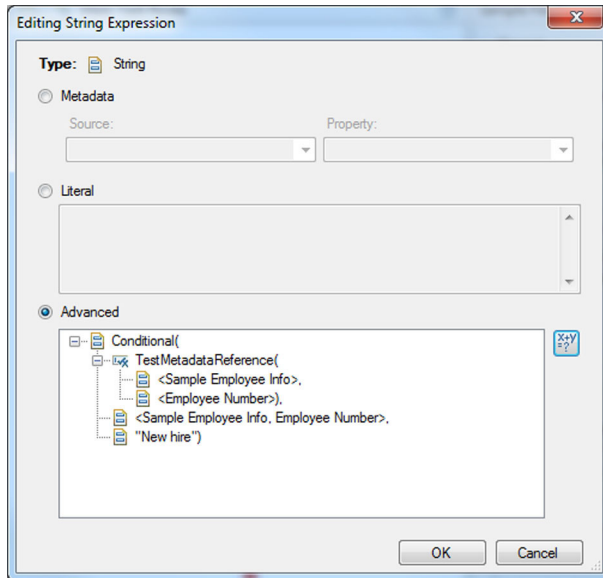 Editing String Expression
Type: String
Metadata
Source: Property:
Literal
Advanced
Conditional(
TestMetadataReference(
<Sample Employee Info>,
<Employee Number>),
<Sample Employee Info, Employee Number>,
"New hire")
x+y
=?
OK Cancel